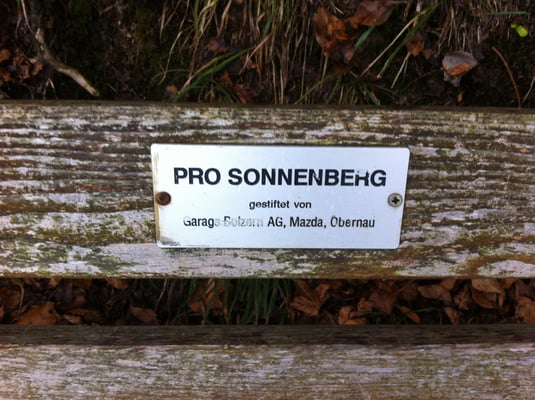 PRO SONNENBERG
gestiftet von
Garage Bolzern AG, Mazda, Obernau